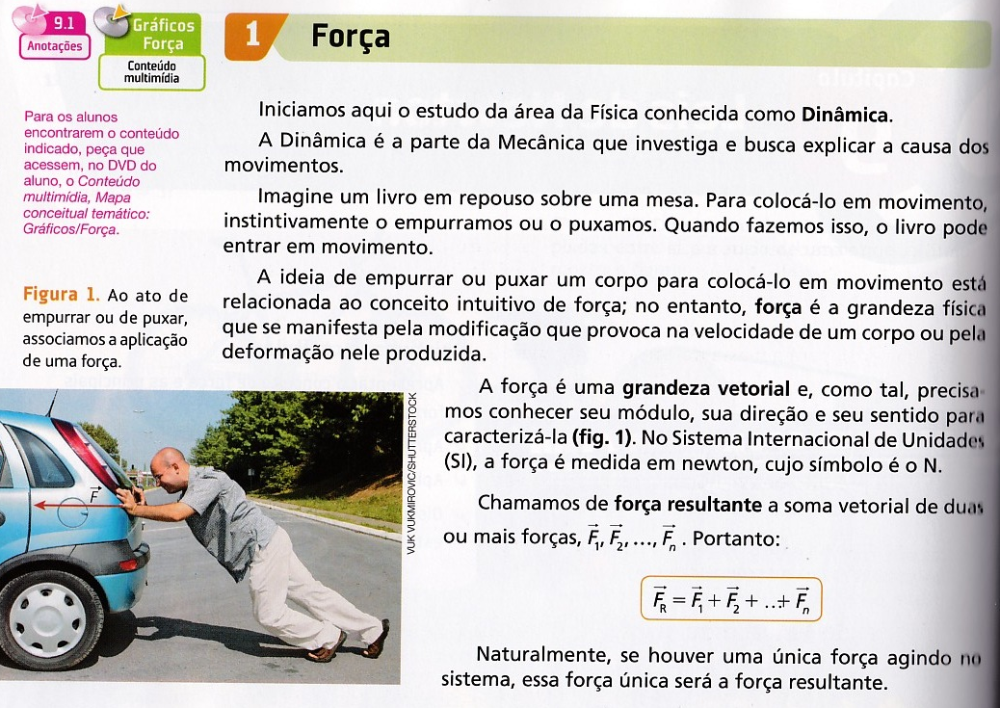 9.1
Anotações
Gráficos
Força
Conteúdo
multimídia
1 Força
Para os alunos
encontrarem o conteúdo
indicado, peça que
acessem, no DVD do
aluno, o Conteúdo
multimídia, Mapa
conceitual temático:
Gráficos/Força.
Iniciamos aqui o estudo da área da Física conhecida como Dinâmica.
A Dinâmica é a parte da Mecânica que investiga e busca explicar a causa dos
movimentos.
Imagine um livro em repouso sobre uma mesa. Para colocá-lo em movimento,
instintivamente o empurramos ou o puxamos. Quando fazemos isso, o livro pode
entrar em movimento.
A ideia de empurrar ou puxar um corpo para colocá-lo em movimento está
relacionada ao conceito intuitivo de força; no entanto, força é a grandeza física
que se manifesta pela modificação que provoca na velocidade de um corpo ou pela
deformação nele produzida.
Figura 1. Ao ato de
empurrar ou de puxar,
associamos a aplicação
de uma força.
F⃗
VUK VUKMIROVIC/SHUTTERSTOCK
A força é uma grandeza vetorial e, como tal, precisa-
mos conhecer seu módulo, sua direção e seu sentido para
caracterizá-la (fig. 1). No Sistema Internacional de Unidades
(SI), a força é medida em newton, cujo símbolo é o N.
Chamamos de força resultante a soma vetorial de duas
ou mais forças, F⃗₁, F⃗₂, ..., F⃗ₙ . Portanto:
F⃗_R = F⃗₁ + F⃗₂ + ...+ F⃗ₙ
Naturalmente, se houver uma única força agindo no
sistema, essa força única será a força resultante.